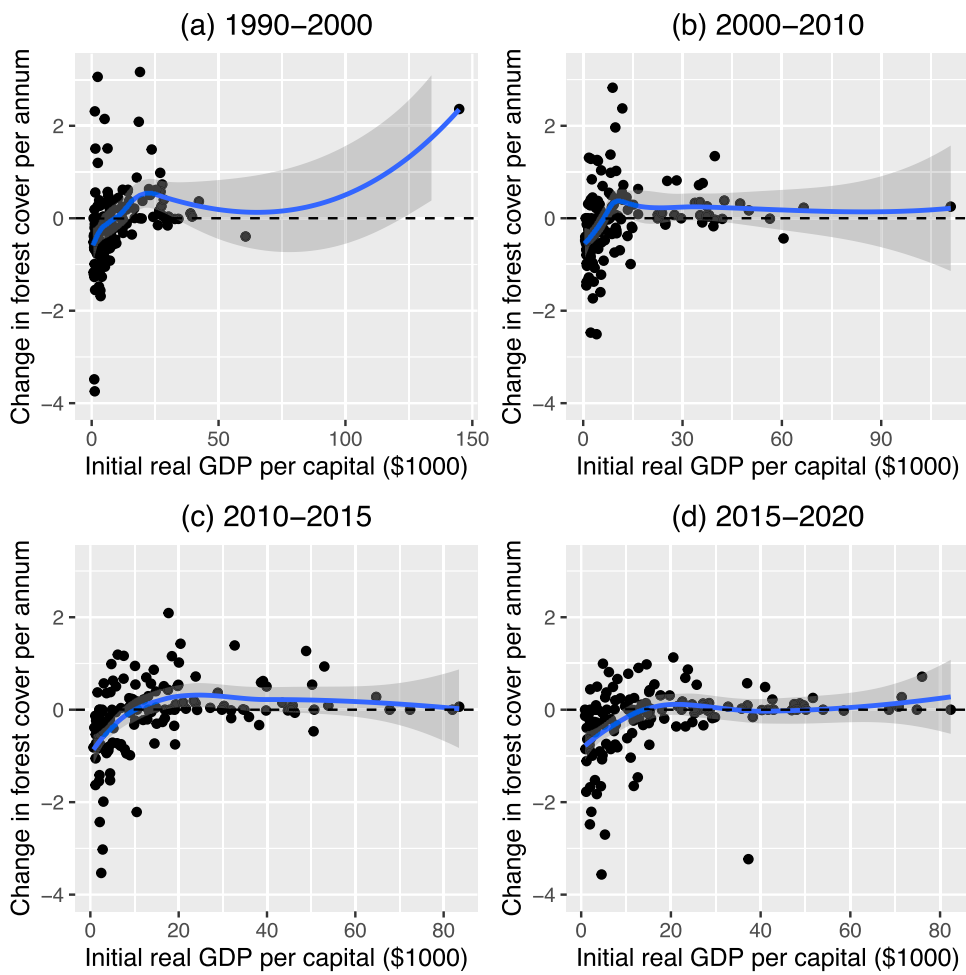 (a) 1990−2000
Change in forest cover per annum
2
0
−2
−4
0 50 100 150
Initial real GDP per capital ($1000)
(b) 2000−2010
Change in forest cover per annum
2
0
−2
−4
0 30 60 90
Initial real GDP per capital ($1000)
(c) 2010−2015
Change in forest cover per annum
2
0
−2
−4
0 20 40 60 80
Initial real GDP per capital ($1000)
(d) 2015−2020
Change in forest cover per annum
2
0
−2
−4
0 20 40 60 80
Initial real GDP per capital ($1000)